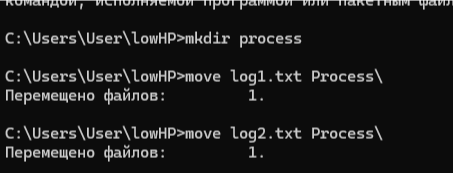 командой, исполняемой программой или пакетным файл
C:\Users\User\lowHP>mkdir process
C:\Users\User\lowHP>move log1.txt Process\
Перемещено файлов:         1.
C:\Users\User\lowHP>move log2.txt Process\
Перемещено файлов:         1.